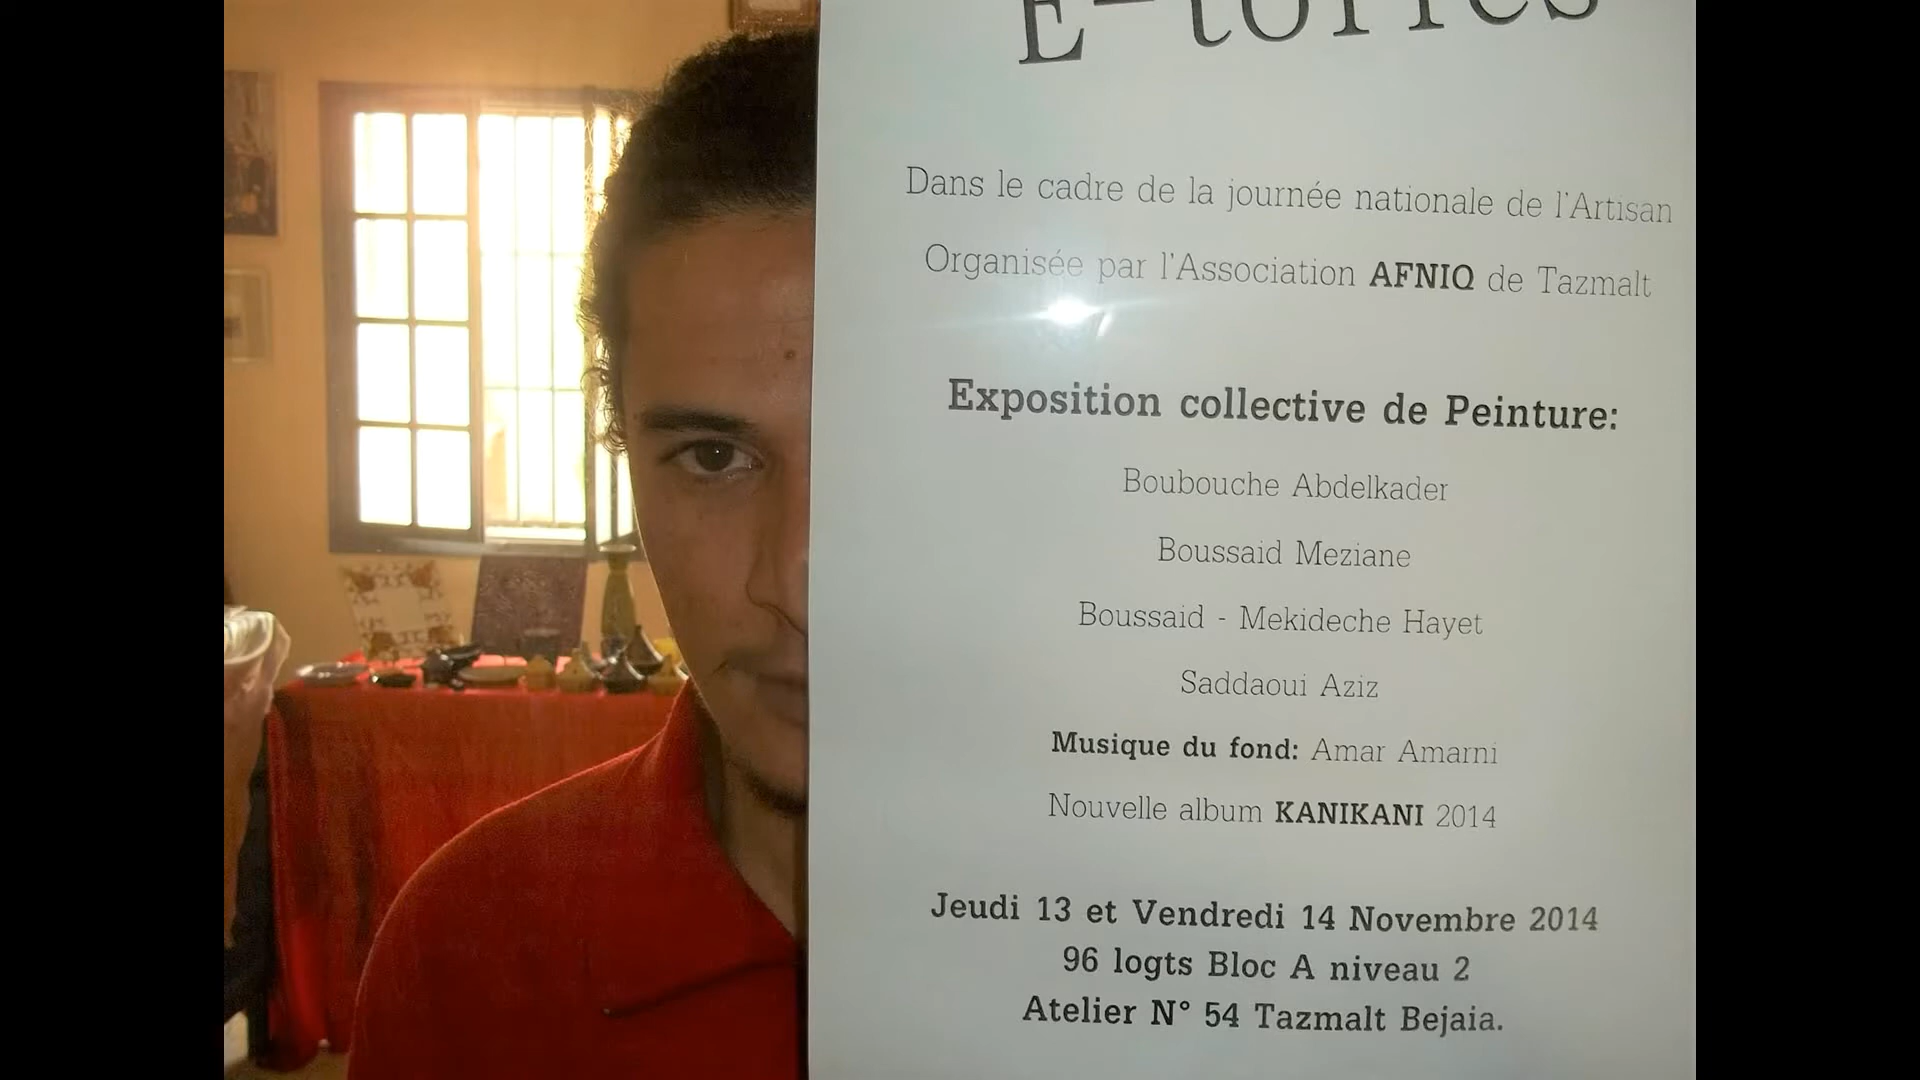 E-torres
Dans le cadre de la journée nationale de l'Artisan
Organisée par l'Association AFNIQ de Tazmalt
Exposition collective de Peinture:
Boubouche Abdelkader
Boussaid Meziane
Boussaid - Mekideche Hayet
Saddaoui Aziz
Musique du fond: Amar Amarni
Nouvelle album KANIKANI 2014
Jeudi 13 et Vendredi 14 Novembre 2014
96 logts Bloc A niveau 2
Atelier N° 54 Tazmalt Bejaia.